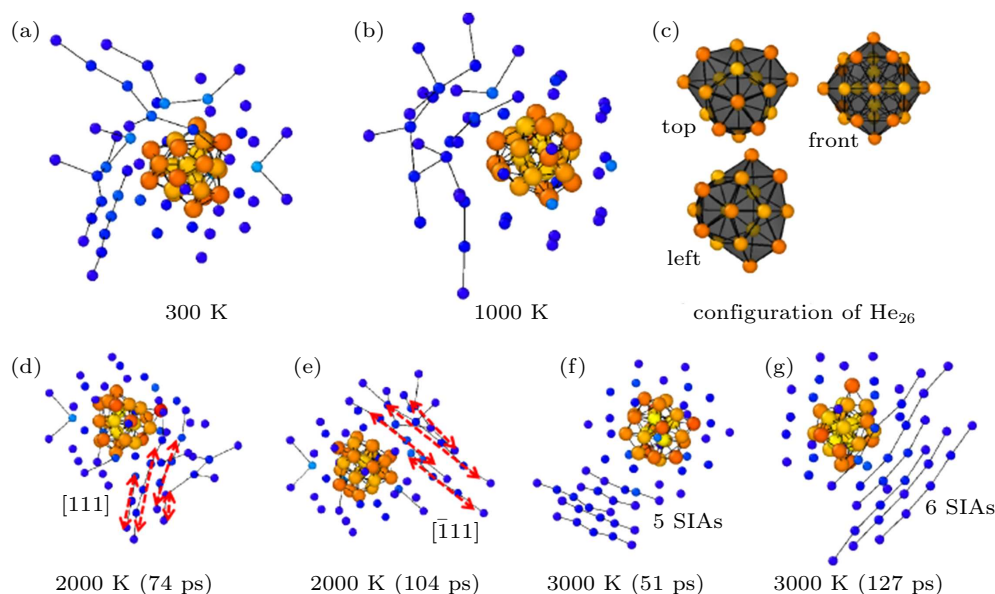 (a)
(b)
(c)
top
front
left
300 K
1000 K
configuration of He₂₆
(d)
(e)
(f)
(g)
[111]
[1̄11]
5 SIAs
6 SIAs
2000 K (74 ps)
2000 K (104 ps)
3000 K (51 ps)
3000 K (127 ps)